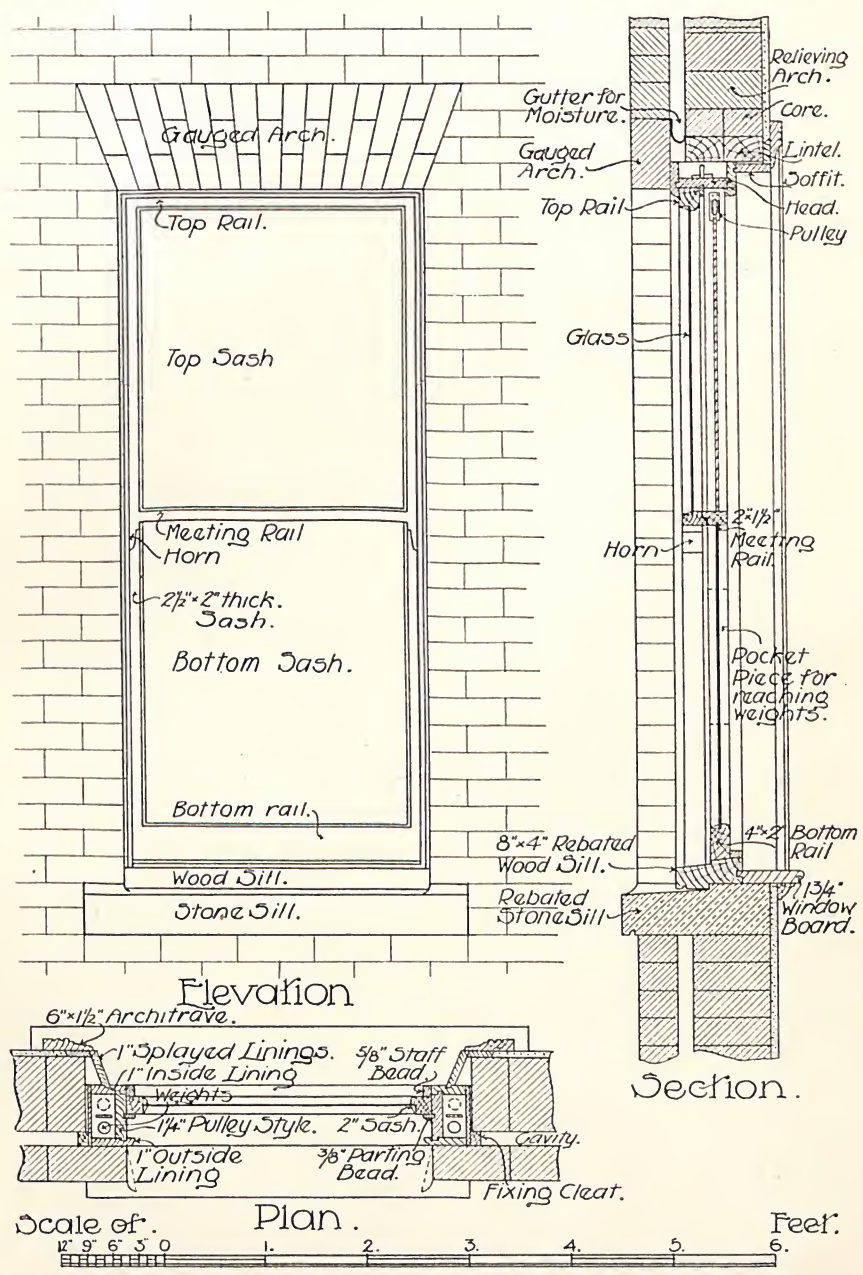 Gauged Arch.
Top Rail.
Top Sash
Meeting Rail
Horn
2½"×2" thick.
Sash.
Bottom Sash.
Bottom rail.
Wood Sill.
Stone Sill.
Elevation
Relieving
Arch.
Gutter for
Moisture.
Core.
Gauged
Arch.
Lintel.
Soffit.
Top Rail
Head.
Pulley
Glass
2"×1½"
Meeting
Rail.
Horn
Pocket
Piece for
reaching
weights.
8"×4" Rebated
Wood Sill.
4"×2" Bottom
Rail
Rebated
Stone Sill
1¾"
Window
Board.
Section.
6"×1½" Architrave.
1" Splayed Linings.
5/8" Staff
Bead.
1" Inside Lining
Weights
1¼" Pulley Style.
2" Sash.
Cavity.
1" Outside
Lining
3/8" Parting
Bead.
Fixing Cleat.
Plan.
Scale of.
Feet.
12" 9" 6" 3" 0 1. 2. 3. 4. 5. 6.